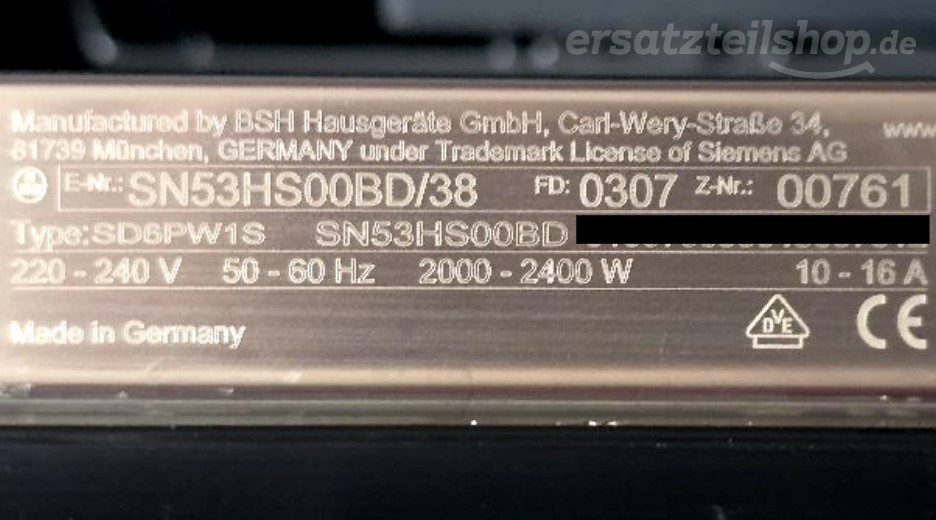 ersatzteilshop.de
Manufactured by BSH Hausgeräte GmbH, Carl-Wery-Straße 34, www
81739 München, GERMANY under Trademark License of Siemens AG
E-Nr.: SN53HS00BD/38 FD: 0307 Z-Nr.: 00761
Type:SD6PW1S SN53HS00BD
220 - 240 V 50 - 60 Hz 2000 - 2400 W 10 - 16 A
Made in Germany
DVE CE